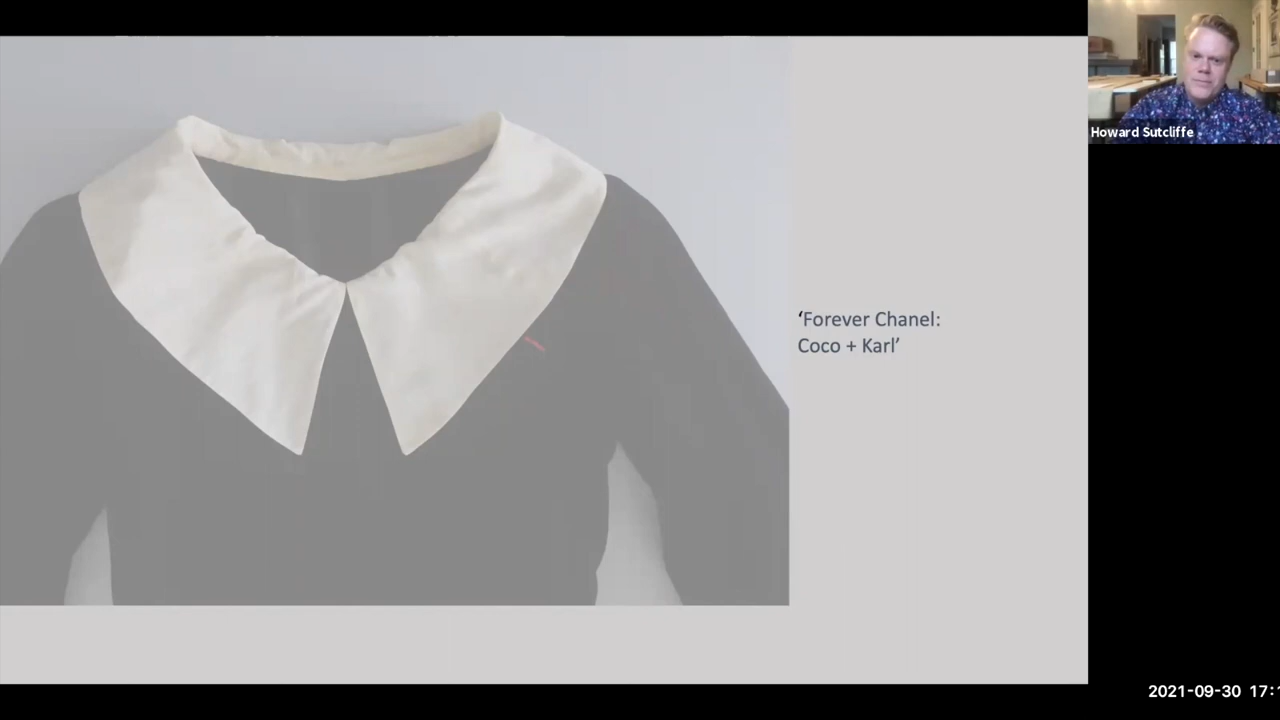 Howard Sutcliffe
‘Forever Chanel:
Coco + Karl’
2021-09-30 17:1